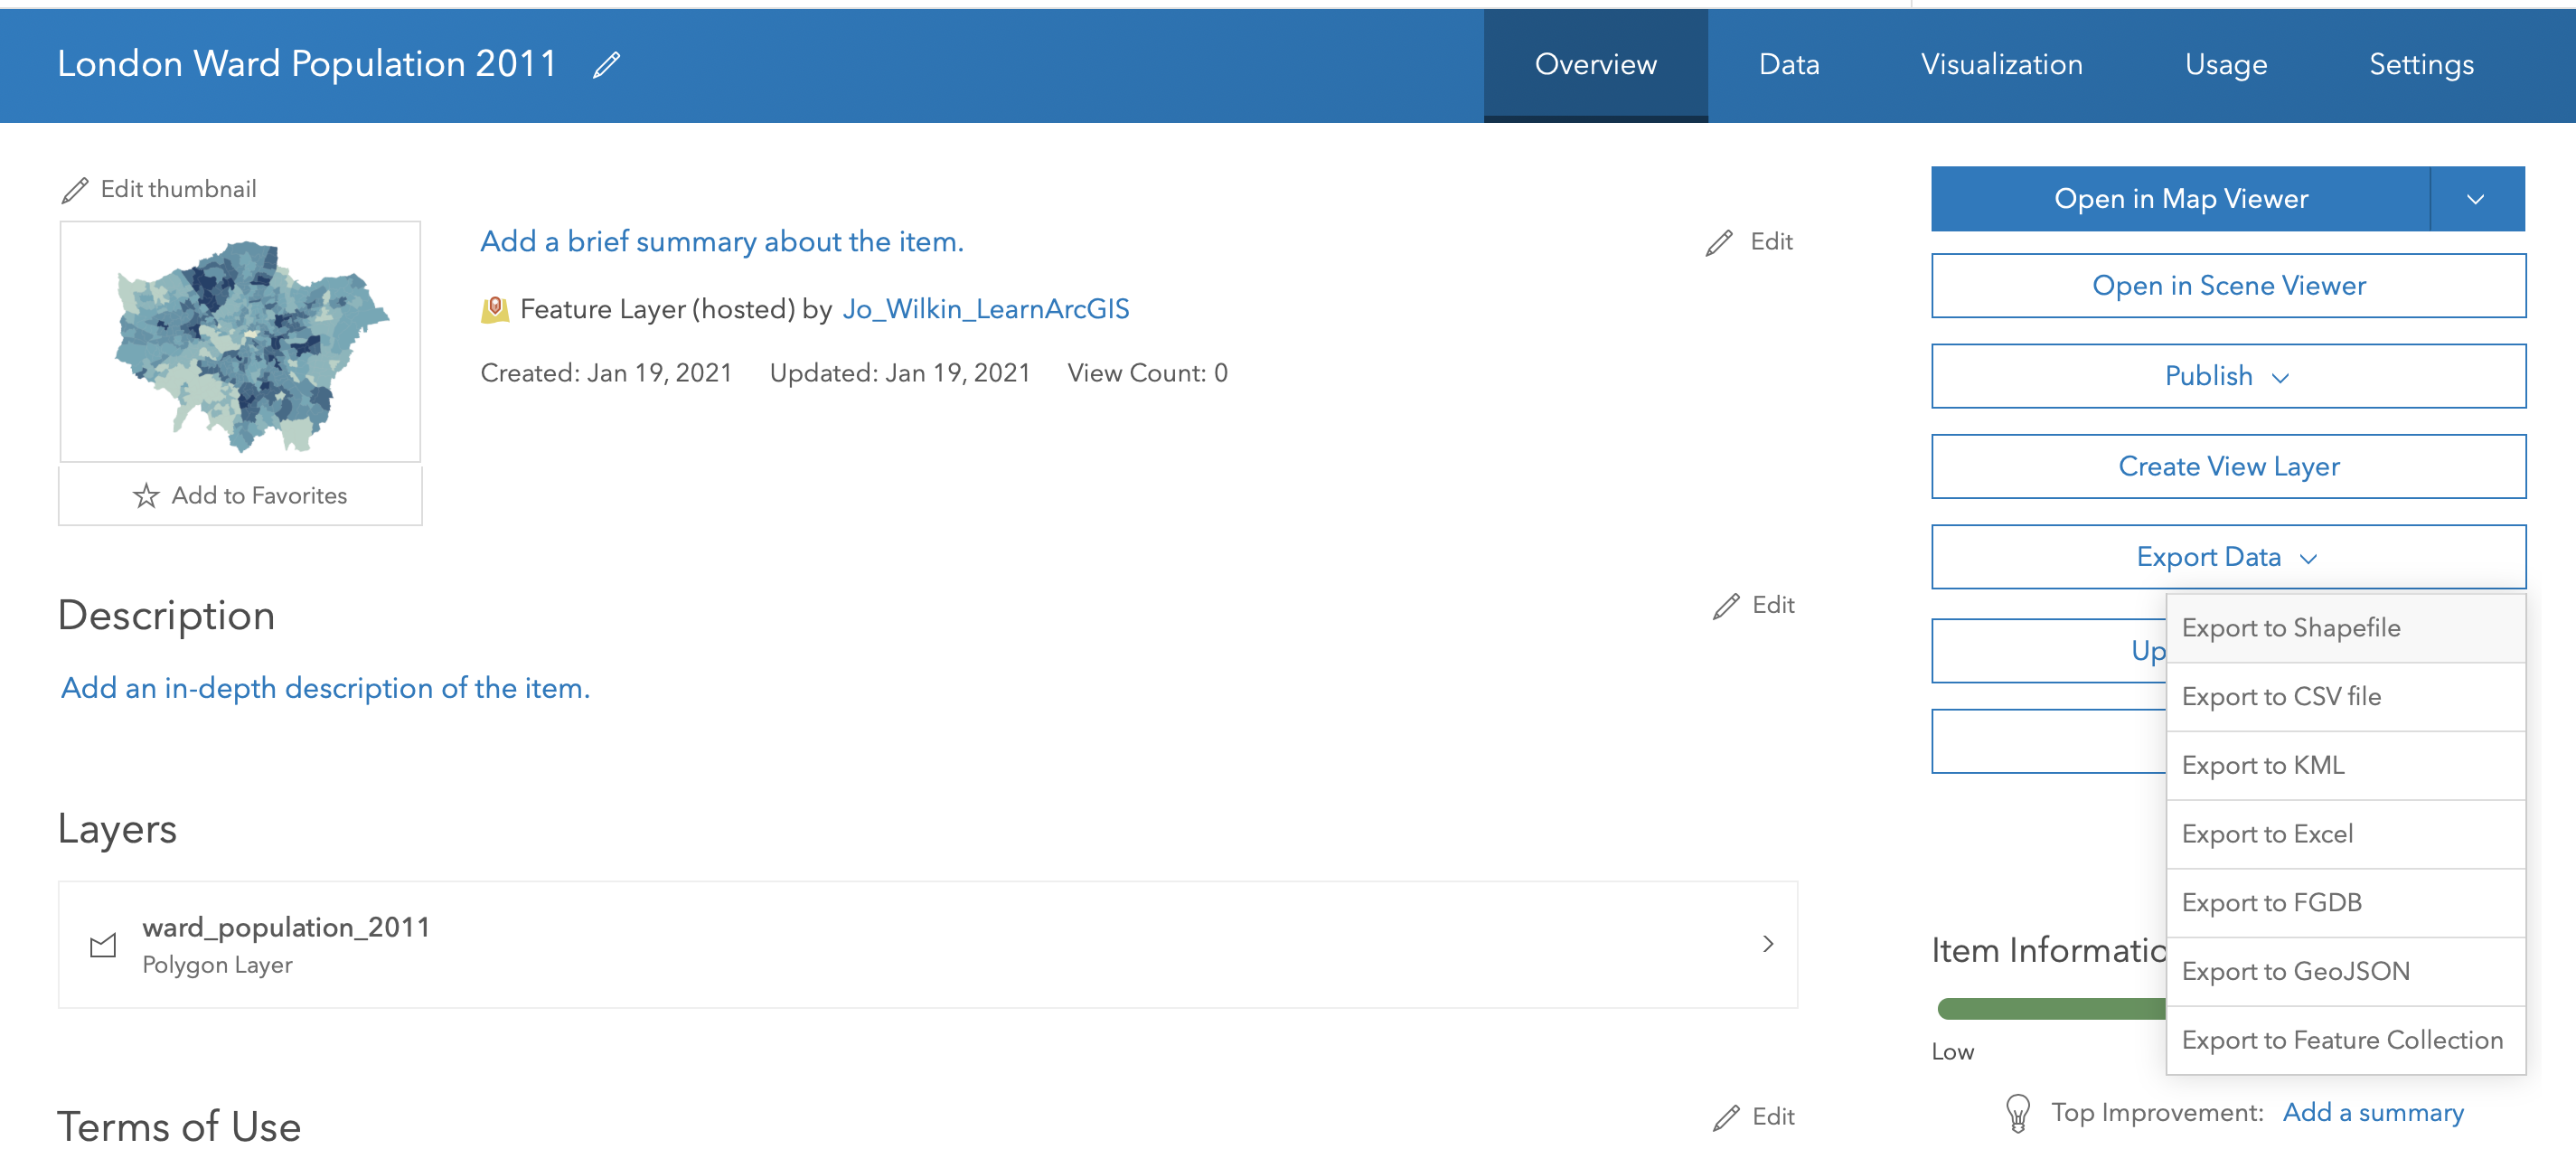 London Ward Population 2011
Overview
Data
Visualization
Usage
Settings
Edit thumbnail
Add to Favorites
Add a brief summary about the item.
Edit
Feature Layer (hosted) by Jo_Wilkin_LearnArcGIS
Created: Jan 19, 2021 Updated: Jan 19, 2021 View Count: 0
Description
Edit
Add an in-depth description of the item.
Layers
ward_population_2011
Polygon Layer
Terms of Use
Edit
Open in Map Viewer
Open in Scene Viewer
Publish
Create View Layer
Export Data
Export to Shapefile
Export to CSV file
Export to KML
Export to Excel
Export to FGDB
Export to GeoJSON
Export to Feature Collection
Up
Item Informatio
Low
Top Improvement: Add a summary